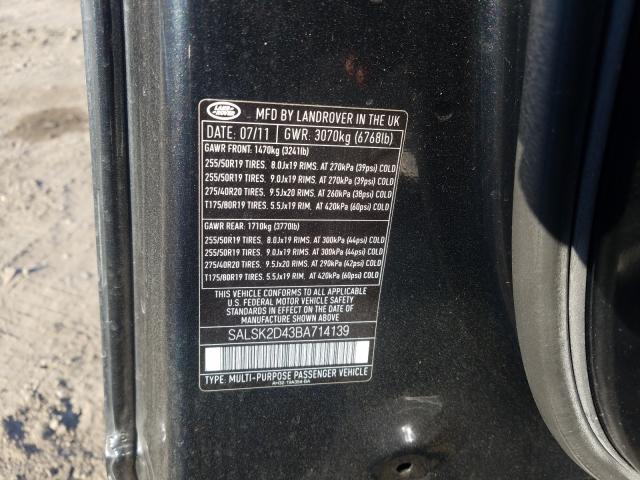 LAND ROVER
MFD BY LANDROVER IN THE UK
DATE: 07/11 GWR: 3070kg (6768lb)
GAWR FRONT: 1470kg (3241lb)
255/50R19 TIRES, 8.0Jx19 RIMS, AT 270kPa (39psi) COLD
255/50R19 TIRES, 9.0Jx19 RIMS, AT 270kPa (39psi) COLD
275/40R20 TIRES, 9.5Jx20 RIMS, AT 260kPa (38psi) COLD
T175/80R19 TIRES, 5.5Jx19 RIM, AT 420kPa (60psi) COLD
GAWR REAR: 1710kg (3770lb)
255/50R19 TIRES, 8.0Jx19 RIMS, AT 300kPa (44psi) COLD
255/50R19 TIRES, 9.0Jx19 RIMS, AT 300kPa (44psi) COLD
275/40R20 TIRES, 9.5Jx20 RIMS, AT 290kPa (42psi) COLD
T175/80R19 TIRES, 5.5Jx19 RIM, AT 420kPa (60psi) COLD
THIS VEHICLE CONFORMS TO ALL APPLICABLE
U.S. FEDERAL MOTOR VEHICLE SAFETY
STANDARDS IN EFFECT ON THE DATE OF
MANUFACTURE SHOWN ABOVE
SALSK2D43BA714139
TYPE: MULTI-PURPOSE PASSENGER VEHICLE